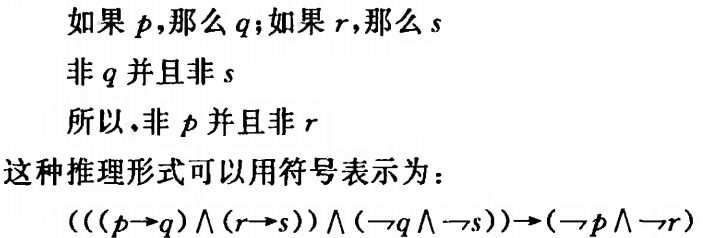 如果 p,那么 q;如果 r,那么 s
非 q 并且非 s
所以,非 p 并且非 r
这种推理形式可以用符号表示为:
(((p→q)∧(r→s))∧(¬q∧¬s))→(¬p∧¬r)